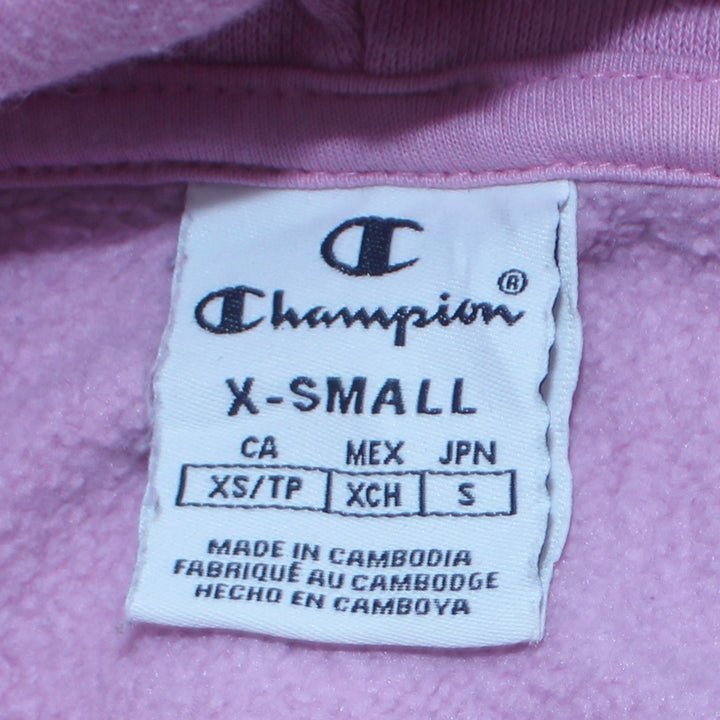 Champion®
X-SMALL
CA MEX JPN
XS/TP XCH S
MADE IN CAMBODIA
FABRIQUÉ AU CAMBODGE
HECHO EN CAMBOYA